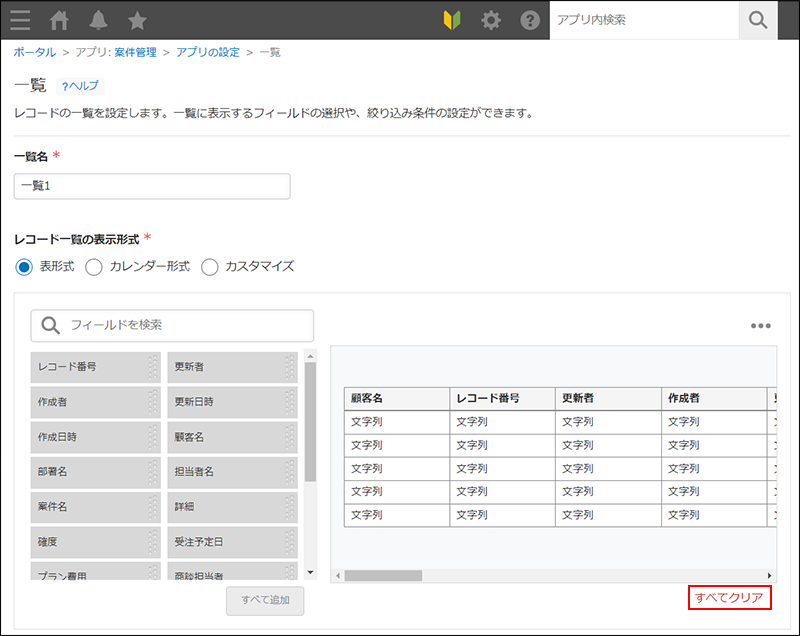 アプリ内検索
ポータル > アプリ: 案件管理 > アプリの設定 > 一覧
一覧 ?ヘルプ
レコードの一覧を設定します。一覧に表示するフィールドの選択や、絞り込み条件の設定ができます。
一覧名 *
一覧1
レコード一覧の表示形式 *
表形式 カレンダー形式 カスタマイズ
フィールドを検索
レコード番号 更新者
作成者 更新日時
作成日時 顧客名
部署名 担当者名
案件名 詳細
確度 受注予定日
プラン費用 商談担当者
すべて追加
顧客名 レコード番号 更新者 作成者
文字列 文字列 文字列 文字列
文字列 文字列 文字列 文字列
文字列 文字列 文字列 文字列
文字列 文字列 文字列 文字列
文字列 文字列 文字列 文字列
すべてクリア